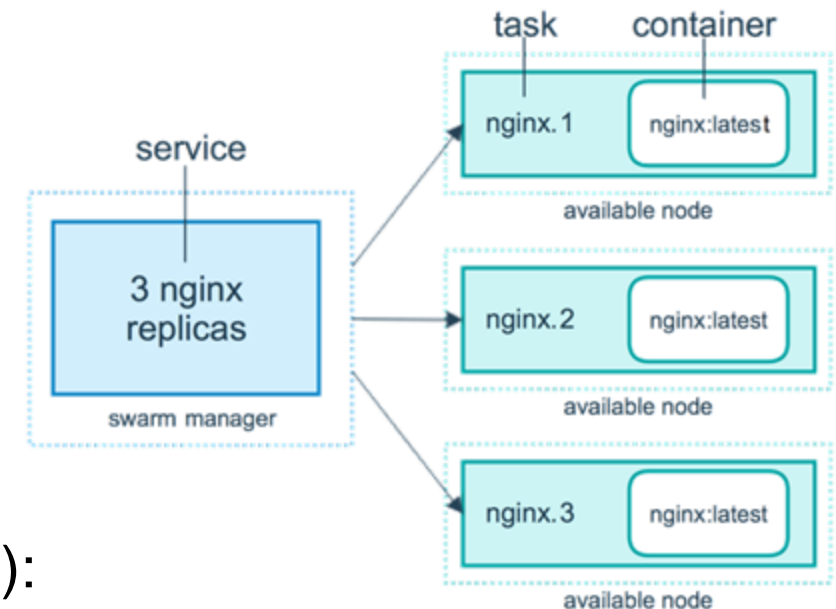 task
container
nginx.1
nginx:latest
available node
service
3 nginx
replicas
swarm manager
nginx.2
nginx:latest
available node
nginx.3
nginx:latest
available node
):